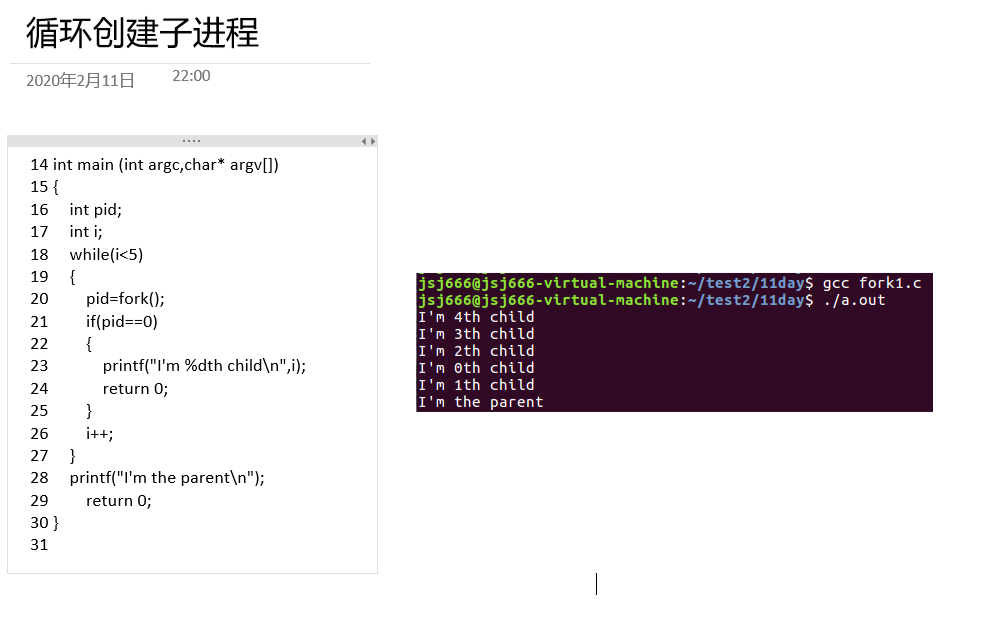 循环创建子进程
2020年2月11日 22:00
14 int main (int argc,char* argv[])
15 {
16 int pid;
17 int i;
18 while(i<5)
19 {
20 pid=fork();
21 if(pid==0)
22 {
23 printf("I'm %dth child\n",i);
24 return 0;
25 }
26 i++;
27 }
28 printf("I'm the parent\n");
29 return 0;
30 }
31
jsj666@jsj666-virtual-machine:~/test2/11day$ gcc fork1.c
jsj666@jsj666-virtual-machine:~/test2/11day$ ./a.out
I'm 4th child
I'm 3th child
I'm 2th child
I'm 0th child
I'm 1th child
I'm the parent